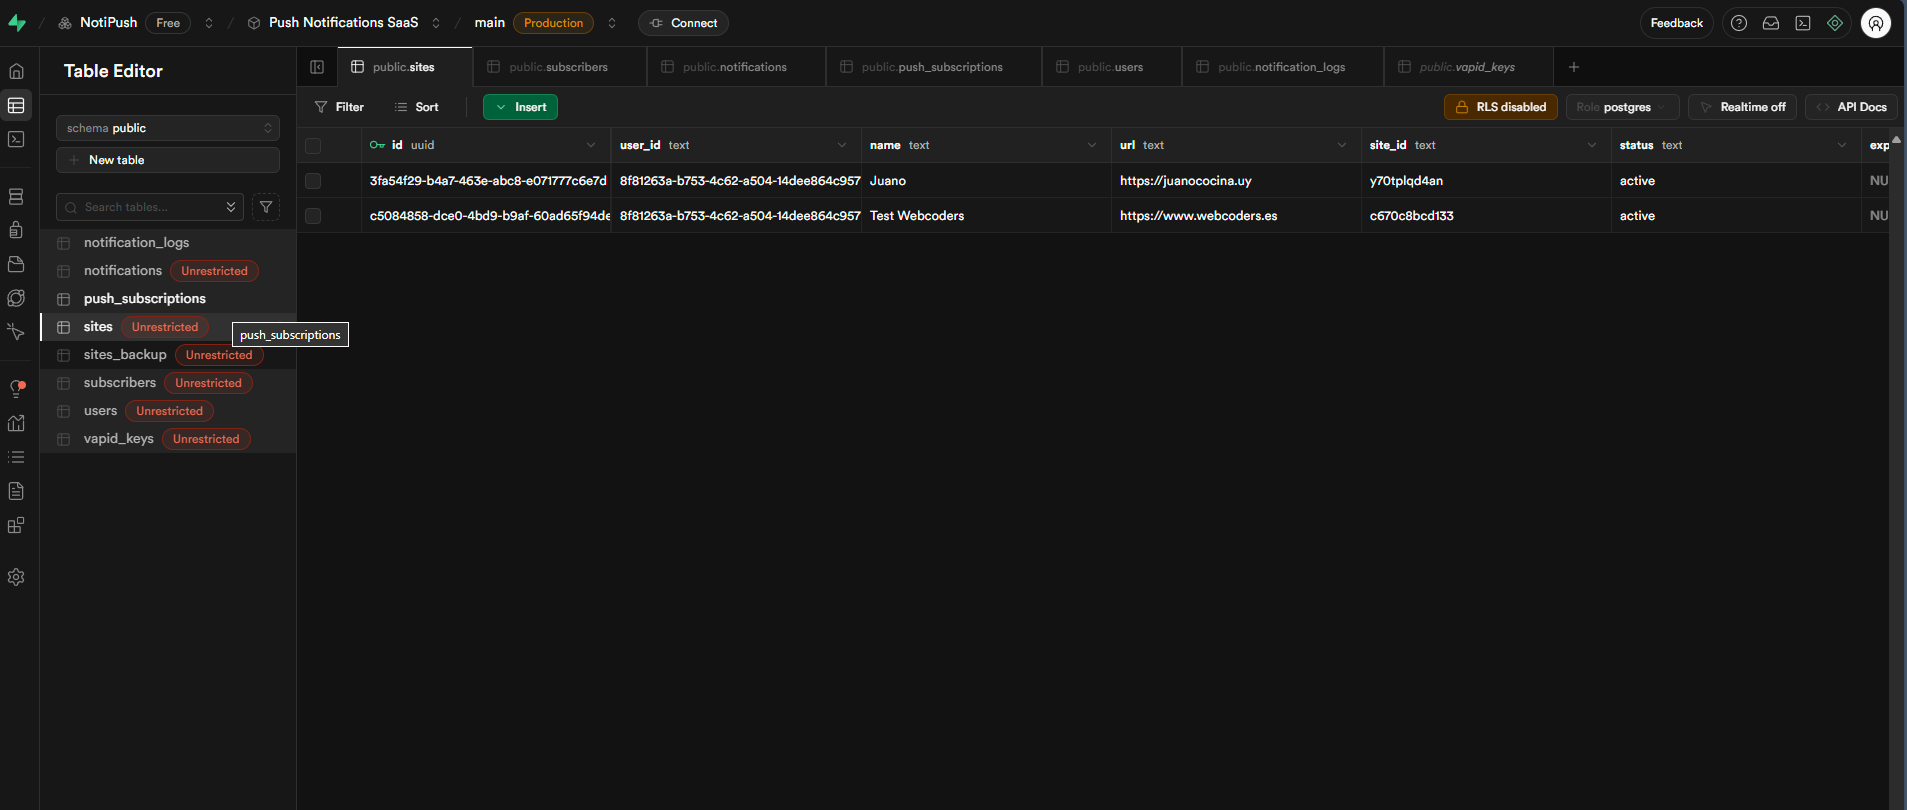 NotiPush Free Push Notifications SaaS main Production Connect Feedback
Table Editor
public.sites public.subscribers public.notifications public.push_subscriptions public.users public.notification_logs public.vapid_keys
Filter Sort Insert RLS disabled Role postgres Realtime off API Docs
schema public
New table
Search tables...
notification_logs
notifications Unrestricted
push_subscriptions
sites Unrestricted
push_subscriptions
sites_backup Unrestricted
subscribers Unrestricted
users Unrestricted
vapid_keys Unrestricted
id uuid user_id text name text url text site_id text status text exp
3fa54f29-b4a7-463e-abc8-e071777c6e7d 8f81263a-b753-4c62-a504-14dee864c957 Juano https://juanococina.uy y70tplqd4an active NU
c5084858-dce0-4bd9-b9af-60ad65f94de 8f81263a-b753-4c62-a504-14dee864c957 Test Webcoders https://www.webcoders.es c670c8bcd133 active NU